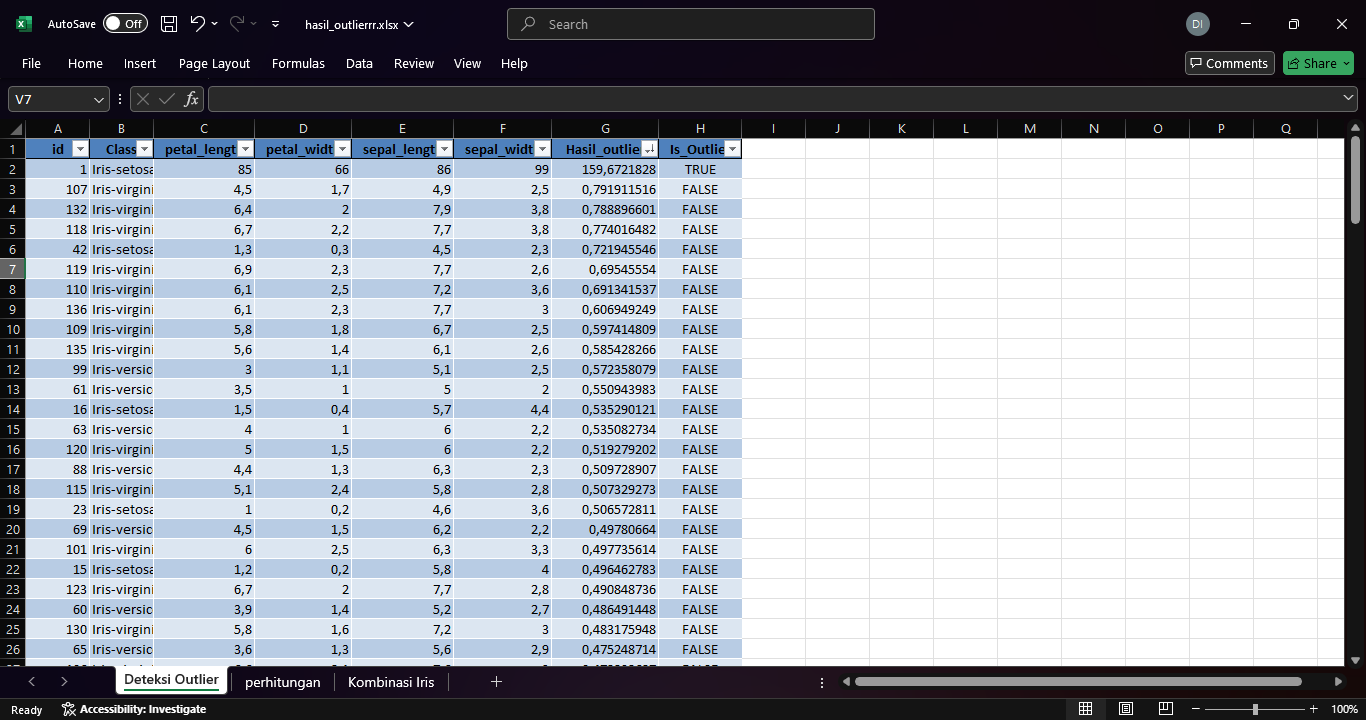 AutoSave Off hasil_outlierrr.xlsx Search DI
File Home Insert Page Layout Formulas Data Review View Help Comments Share
V7 fx
A B C D E F G H I J K L M N O P Q
1 id Class petal_lengt petal_widt sepal_lengt sepal_widt Hasil_outlie Is_Outlie
2 1 Iris-setosa 85 66 86 99 159,6721828 TRUE
3 107 Iris-virgini 4,5 1,7 4,9 2,5 0,791911516 FALSE
4 132 Iris-virgini 6,4 2 7,9 3,8 0,788896601 FALSE
5 118 Iris-virgini 6,7 2,2 7,7 3,8 0,774016482 FALSE
6 42 Iris-setosa 1,3 0,3 4,5 2,3 0,721945546 FALSE
7 119 Iris-virgini 6,9 2,3 7,7 2,6 0,69545554 FALSE
8 110 Iris-virgini 6,1 2,5 7,2 3,6 0,691341537 FALSE
9 136 Iris-virgini 6,1 2,3 7,7 3 0,606949249 FALSE
10 109 Iris-virgini 5,8 1,8 6,7 2,5 0,597414809 FALSE
11 135 Iris-virgini 5,6 1,4 6,1 2,6 0,585428266 FALSE
12 99 Iris-versic 3 1,1 5,1 2,5 0,572358079 FALSE
13 61 Iris-versic 3,5 1 5 2 0,550943983 FALSE
14 16 Iris-setosa 1,5 0,4 5,7 4,4 0,535290121 FALSE
15 63 Iris-versic 4 1 6 2,2 0,535082734 FALSE
16 120 Iris-virgini 5 1,5 6 2,2 0,519279202 FALSE
17 88 Iris-versic 4,4 1,3 6,3 2,3 0,509728907 FALSE
18 115 Iris-virgini 5,1 2,4 5,8 2,8 0,507329273 FALSE
19 23 Iris-setosa 1 0,2 4,6 3,6 0,506572811 FALSE
20 69 Iris-versic 4,5 1,5 6,2 2,2 0,49780664 FALSE
21 101 Iris-virgini 6 2,5 6,3 3,3 0,497735614 FALSE
22 15 Iris-setosa 1,2 0,2 5,8 4 0,496462783 FALSE
23 123 Iris-virgini 6,7 2 7,7 2,8 0,490848736 FALSE
24 60 Iris-versic 3,9 1,4 5,2 2,7 0,486491448 FALSE
25 130 Iris-virgini 5,8 1,6 7,2 3 0,483175948 FALSE
26 65 Iris-versic 3,6 1,3 5,6 2,9 0,475248714 FALSE
Deteksi Outlier perhitungan Kombinasi Iris
Ready Accessibility: Investigate 100%